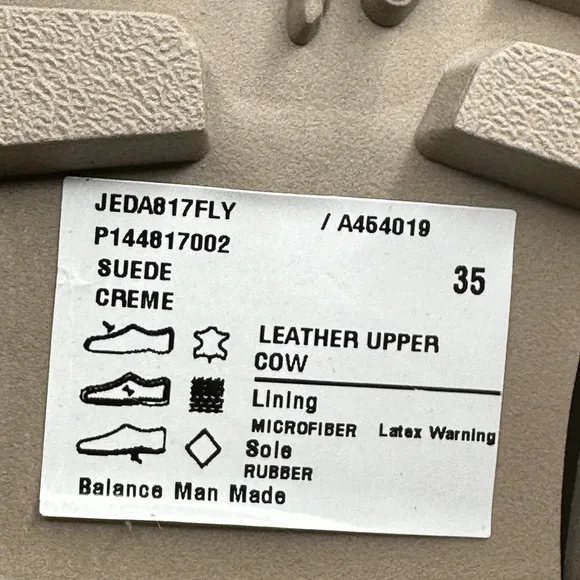 JEDA817FLY / A454019
P144817002
SUEDE
35
CREME
LEATHER UPPER
COW
Lining
MICROFIBER Latex Warning
Sole
RUBBER
Balance Man Made